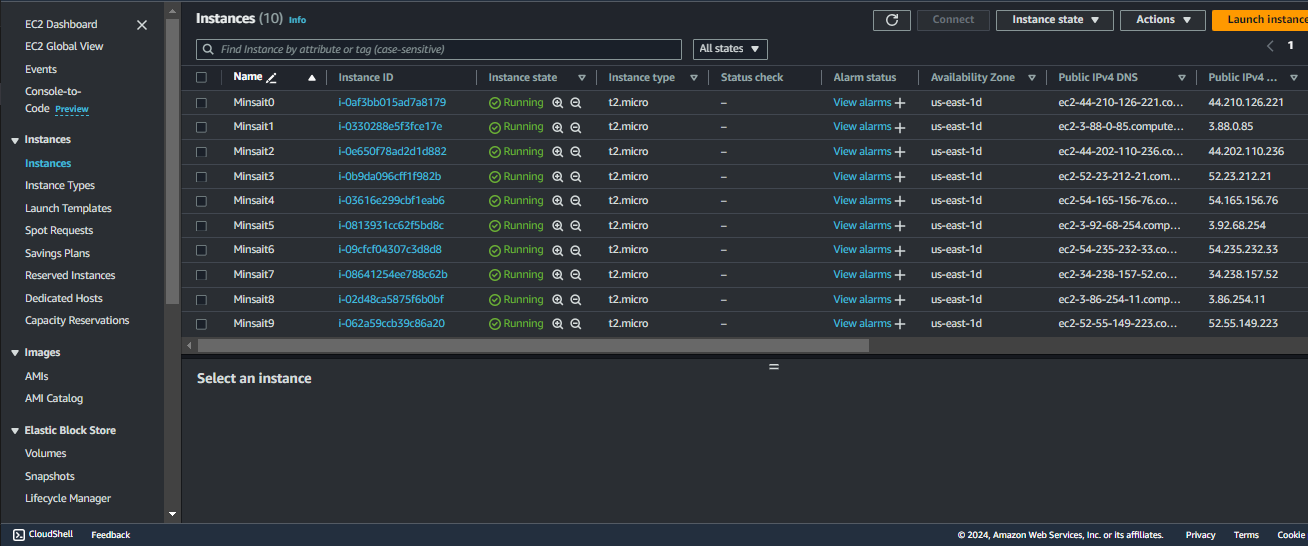 EC2 Dashboard
EC2 Global View
Events
Console-to-
Code Preview
Instances
Instances
Instance Types
Launch Templates
Spot Requests
Savings Plans
Reserved Instances
Dedicated Hosts
Capacity Reservations
Images
AMIs
AMI Catalog
Elastic Block Store
Volumes
Snapshots
Lifecycle Manager
Instances (10) Info
Connect Instance state Actions Launch instance
Find Instance by attribute or tag (case-sensitive) All states 1
Name Instance ID Instance state Instance type Status check Alarm status Availability Zone Public IPv4 DNS Public IPv4 ...
Minsait0 i-0af3bb015ad7a8179 Running t2.micro – View alarms + us-east-1d ec2-44-210-126-221.co... 44.210.126.221
Minsait1 i-0330288e5f3fce17e Running t2.micro – View alarms + us-east-1d ec2-3-88-0-85.compute... 3.88.0.85
Minsait2 i-0e650f78ad2d1d882 Running t2.micro – View alarms + us-east-1d ec2-44-202-110-236.co... 44.202.110.236
Minsait3 i-0b9da096cff1f982b Running t2.micro – View alarms + us-east-1d ec2-52-23-212-21.com... 52.23.212.21
Minsait4 i-03616e299cbf1eab6 Running t2.micro – View alarms + us-east-1d ec2-54-165-156-76.com... 54.165.156.76
Minsait5 i-0813931cc62f5bd8c Running t2.micro – View alarms + us-east-1d ec2-3-92-68-254.comp... 3.92.68.254
Minsait6 i-09cfcf04307c3d8d8 Running t2.micro – View alarms + us-east-1d ec2-54-235-232-33.co... 54.235.232.33
Minsait7 i-08641254ee788c62b Running t2.micro – View alarms + us-east-1d ec2-34-238-157-52.co... 34.238.157.52
Minsait8 i-02d48ca5875f6b0bf Running t2.micro – View alarms + us-east-1d ec2-3-86-254-11.comp... 3.86.254.11
Minsait9 i-062a59ccb39c86a20 Running t2.micro – View alarms + us-east-1d ec2-52-55-149-223.co... 52.55.149.223
Select an instance
CloudShell Feedback © 2024, Amazon Web Services, Inc. or its affiliates. Privacy Terms Cookie